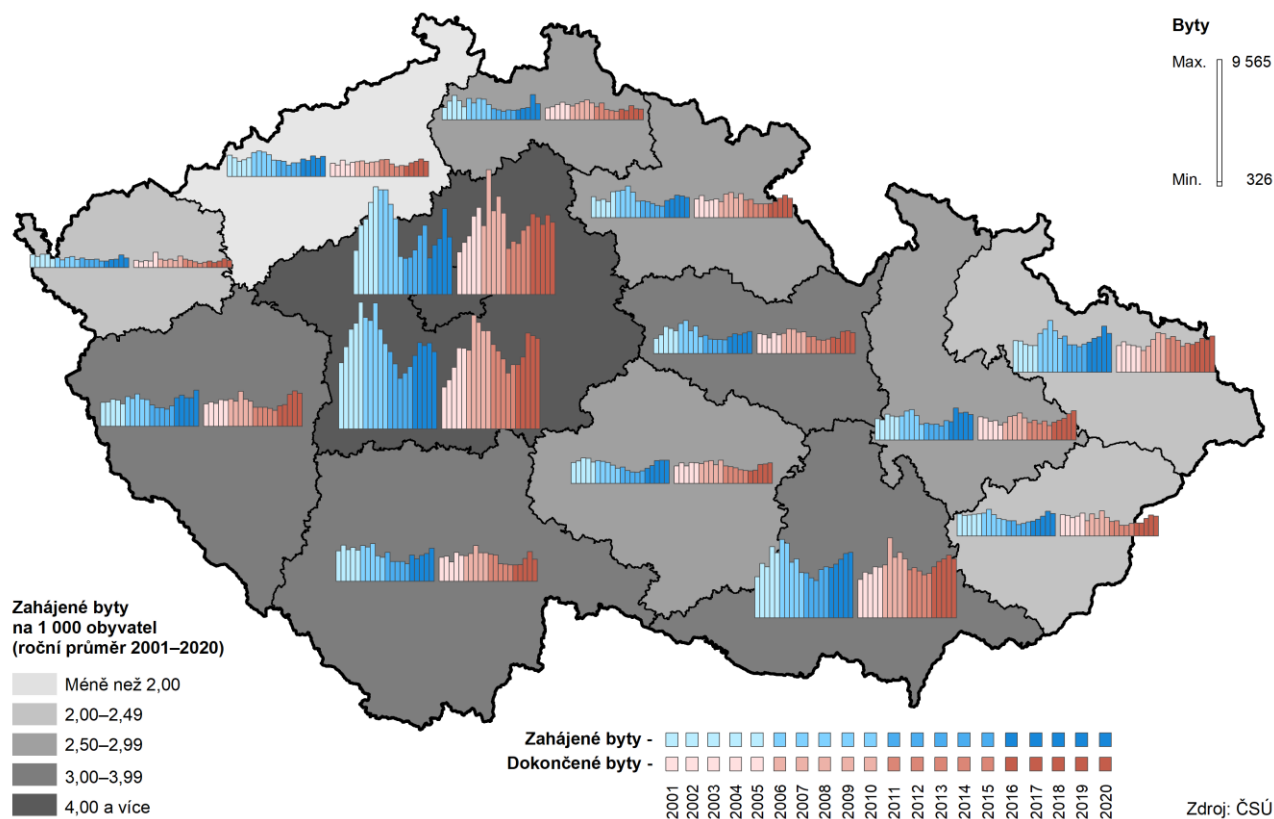 Byty
Max. 9 565
Min. 326
Zahájené byty
na 1 000 obyvatel
(roční průměr 2001–2020)
Méně než 2,00
2,00–2,49
2,50–2,99
3,00–3,99
4,00 a více
Zahájené byty -
Dokončené byty -
2001 2002 2003 2004 2005 2006 2007 2008 2009 2010 2011 2012 2013 2014 2015 2016 2017 2018 2019 2020
Zdroj: ČSÚ